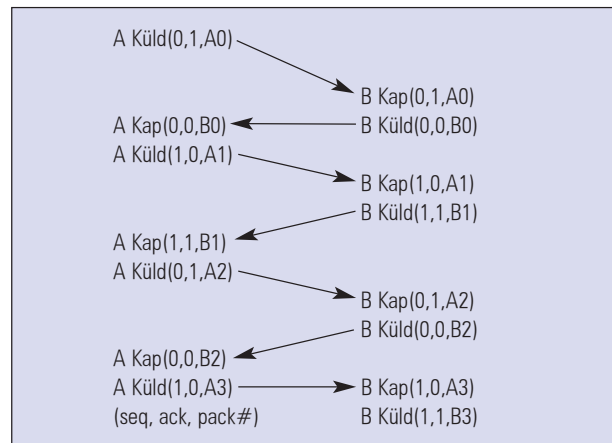 A Küld(0,1,A0)
B Kap(0,1,A0)
A Kap(0,0,B0) B Küld(0,0,B0)
A Küld(1,0,A1)
B Kap(1,0,A1)
B Küld(1,1,B1)
A Kap(1,1,B1)
A Küld(0,1,A2)
B Kap(0,1,A2)
B Küld(0,0,B2)
A Kap(0,0,B2)
A Küld(1,0,A3) B Kap(1,0,A3)
(seq, ack, pack#) B Küld(1,1,B3)